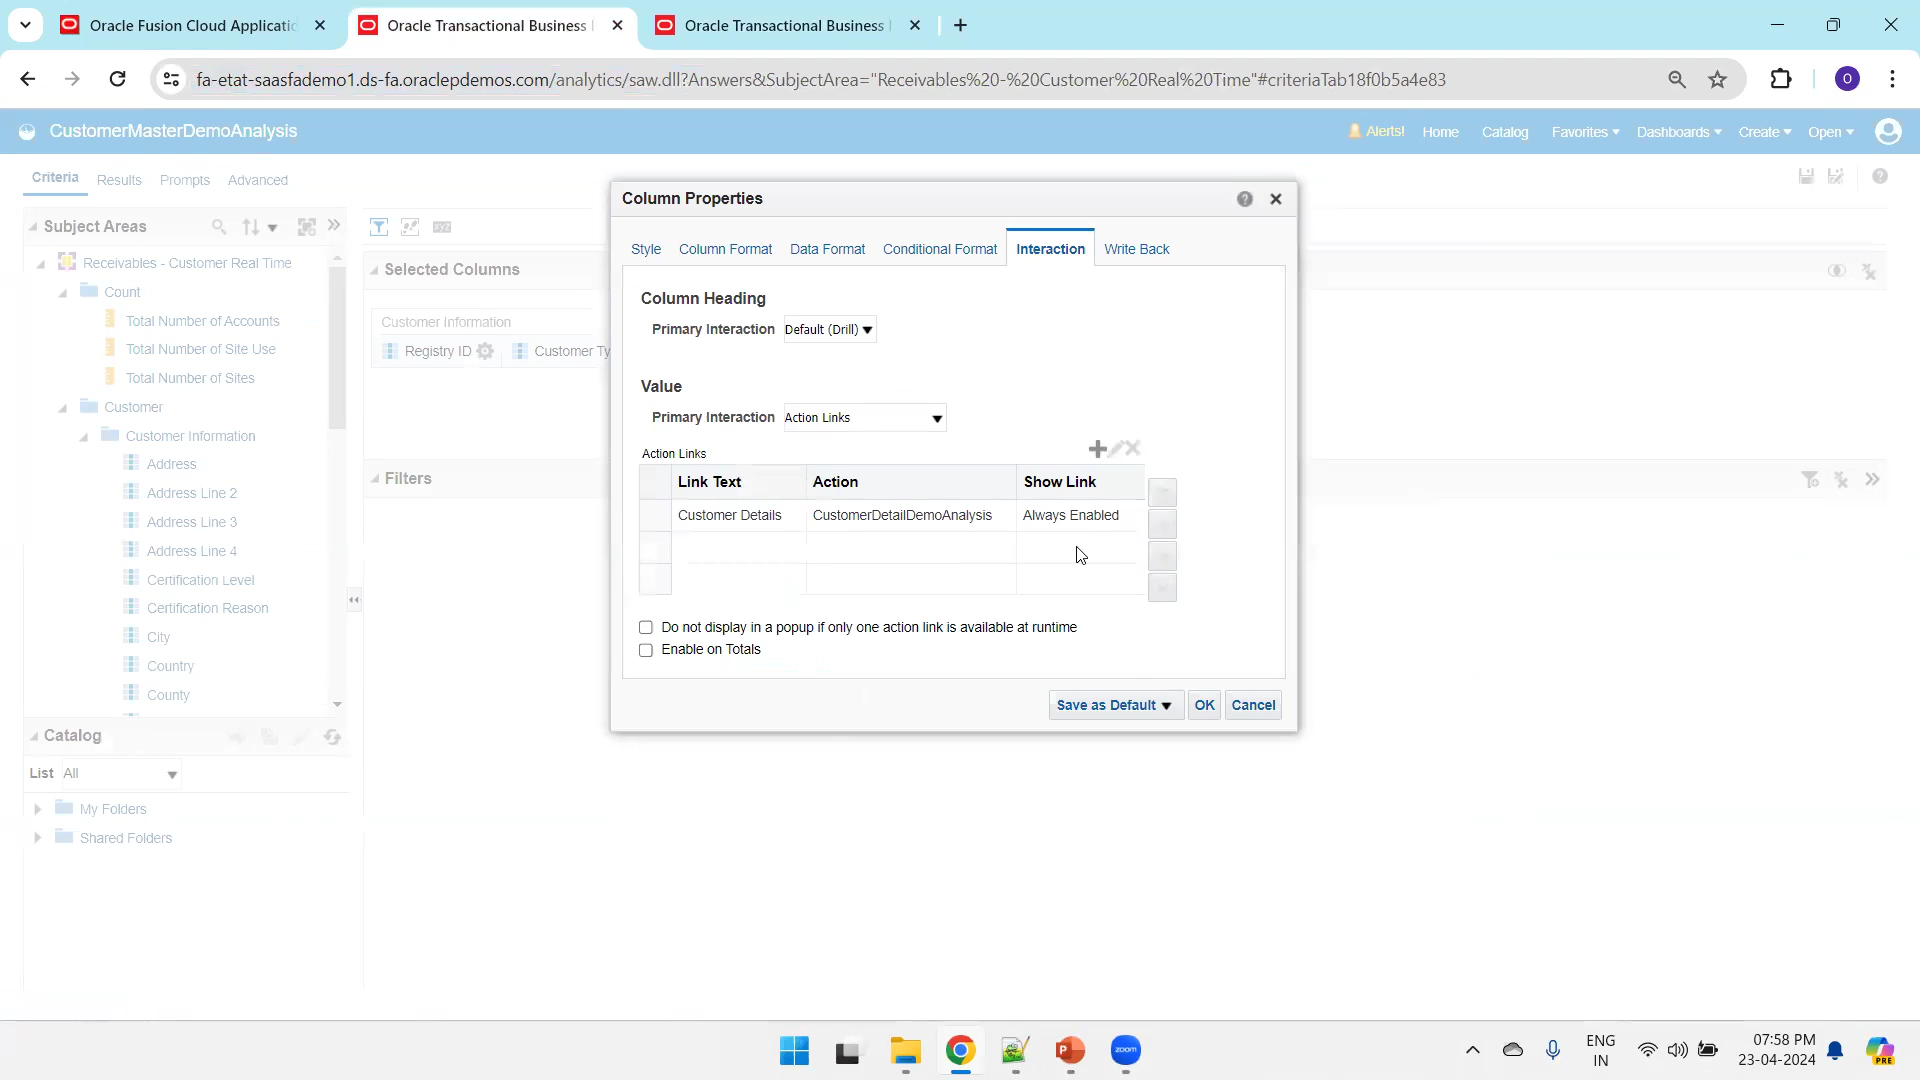 Oracle Fusion Cloud Applicatio
Oracle Transactional Business I
Oracle Transactional Business I
fa-etat-saasfademo1.ds-fa.oraclepdemos.com/analytics/saw.dll?Answers&SubjectArea="Receivables%20-%20Customer%20Real%20Time"#criteriaTab18f0b5a4e83
O
CustomerMasterDemoAnalysis
Alerts!
Home
Catalog
Favorites
Dashboards
Create
Open
Criteria
Results
Prompts
Advanced
Subject Areas
Receivables - Customer Real Time
Count
Total Number of Accounts
Total Number of Site Use
Total Number of Sites
Customer
Customer Information
Address
Address Line 2
Address Line 3
Address Line 4
Certification Level
Certification Reason
City
Country
County
Catalog
List All
My Folders
Shared Folders
Selected Columns
Customer Information
Registry ID
Customer Ty
Filters
Column Properties
Style
Column Format
Data Format
Conditional Format
Interaction
Write Back
Column Heading
Primary Interaction Default (Drill)
Value
Primary Interaction Action Links
Action Links
Link Text Action Show Link
Customer Details CustomerDetailDemoAnalysis Always Enabled
Do not display in a popup if only one action link is available at runtime
Enable on Totals
Save as Default
OK
Cancel
zoom
ENG
IN
07:58 PM
23-04-2024
PRE